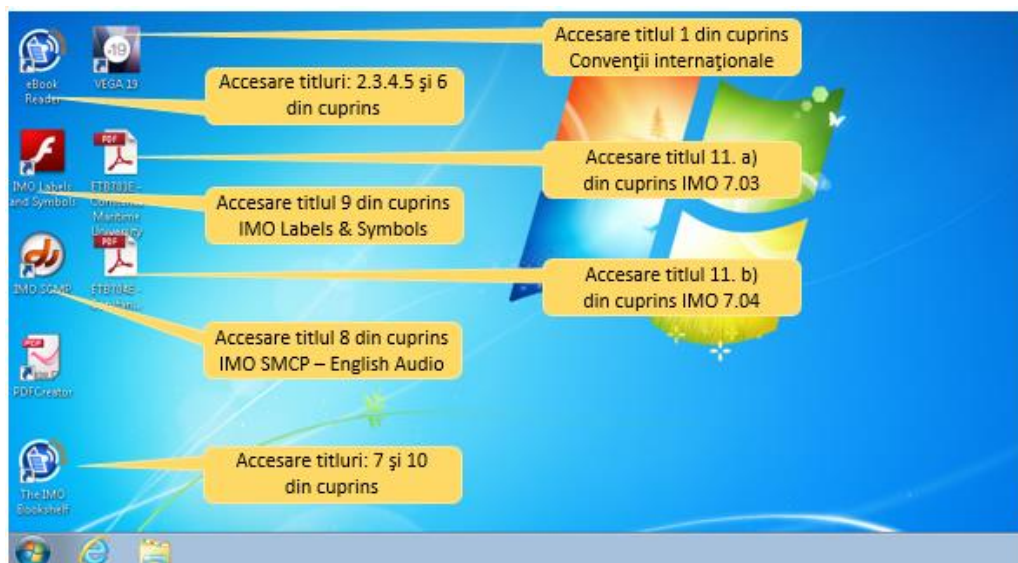 eBook
Reader
VEGA 19
Accesare titlul 1 din cuprins
Convenţii internaţionale
Accesare titluri: 2.3.4.5 şi 6
din cuprins
IMO Labels
and Symbols
ETB703E -
Maritime
University
Accesare titlul 11. a)
din cuprins IMO 7.03
Accesare titlul 9 din cuprins
IMO Labels & Symbols
IMO SCMP
Accesare titlul 11. b)
din cuprins IMO 7.04
Accesare titlul 8 din cuprins
IMO SMCP – English Audio
PDFCreator
Accesare titluri: 7 şi 10
din cuprins
The IMO
Bookshelf